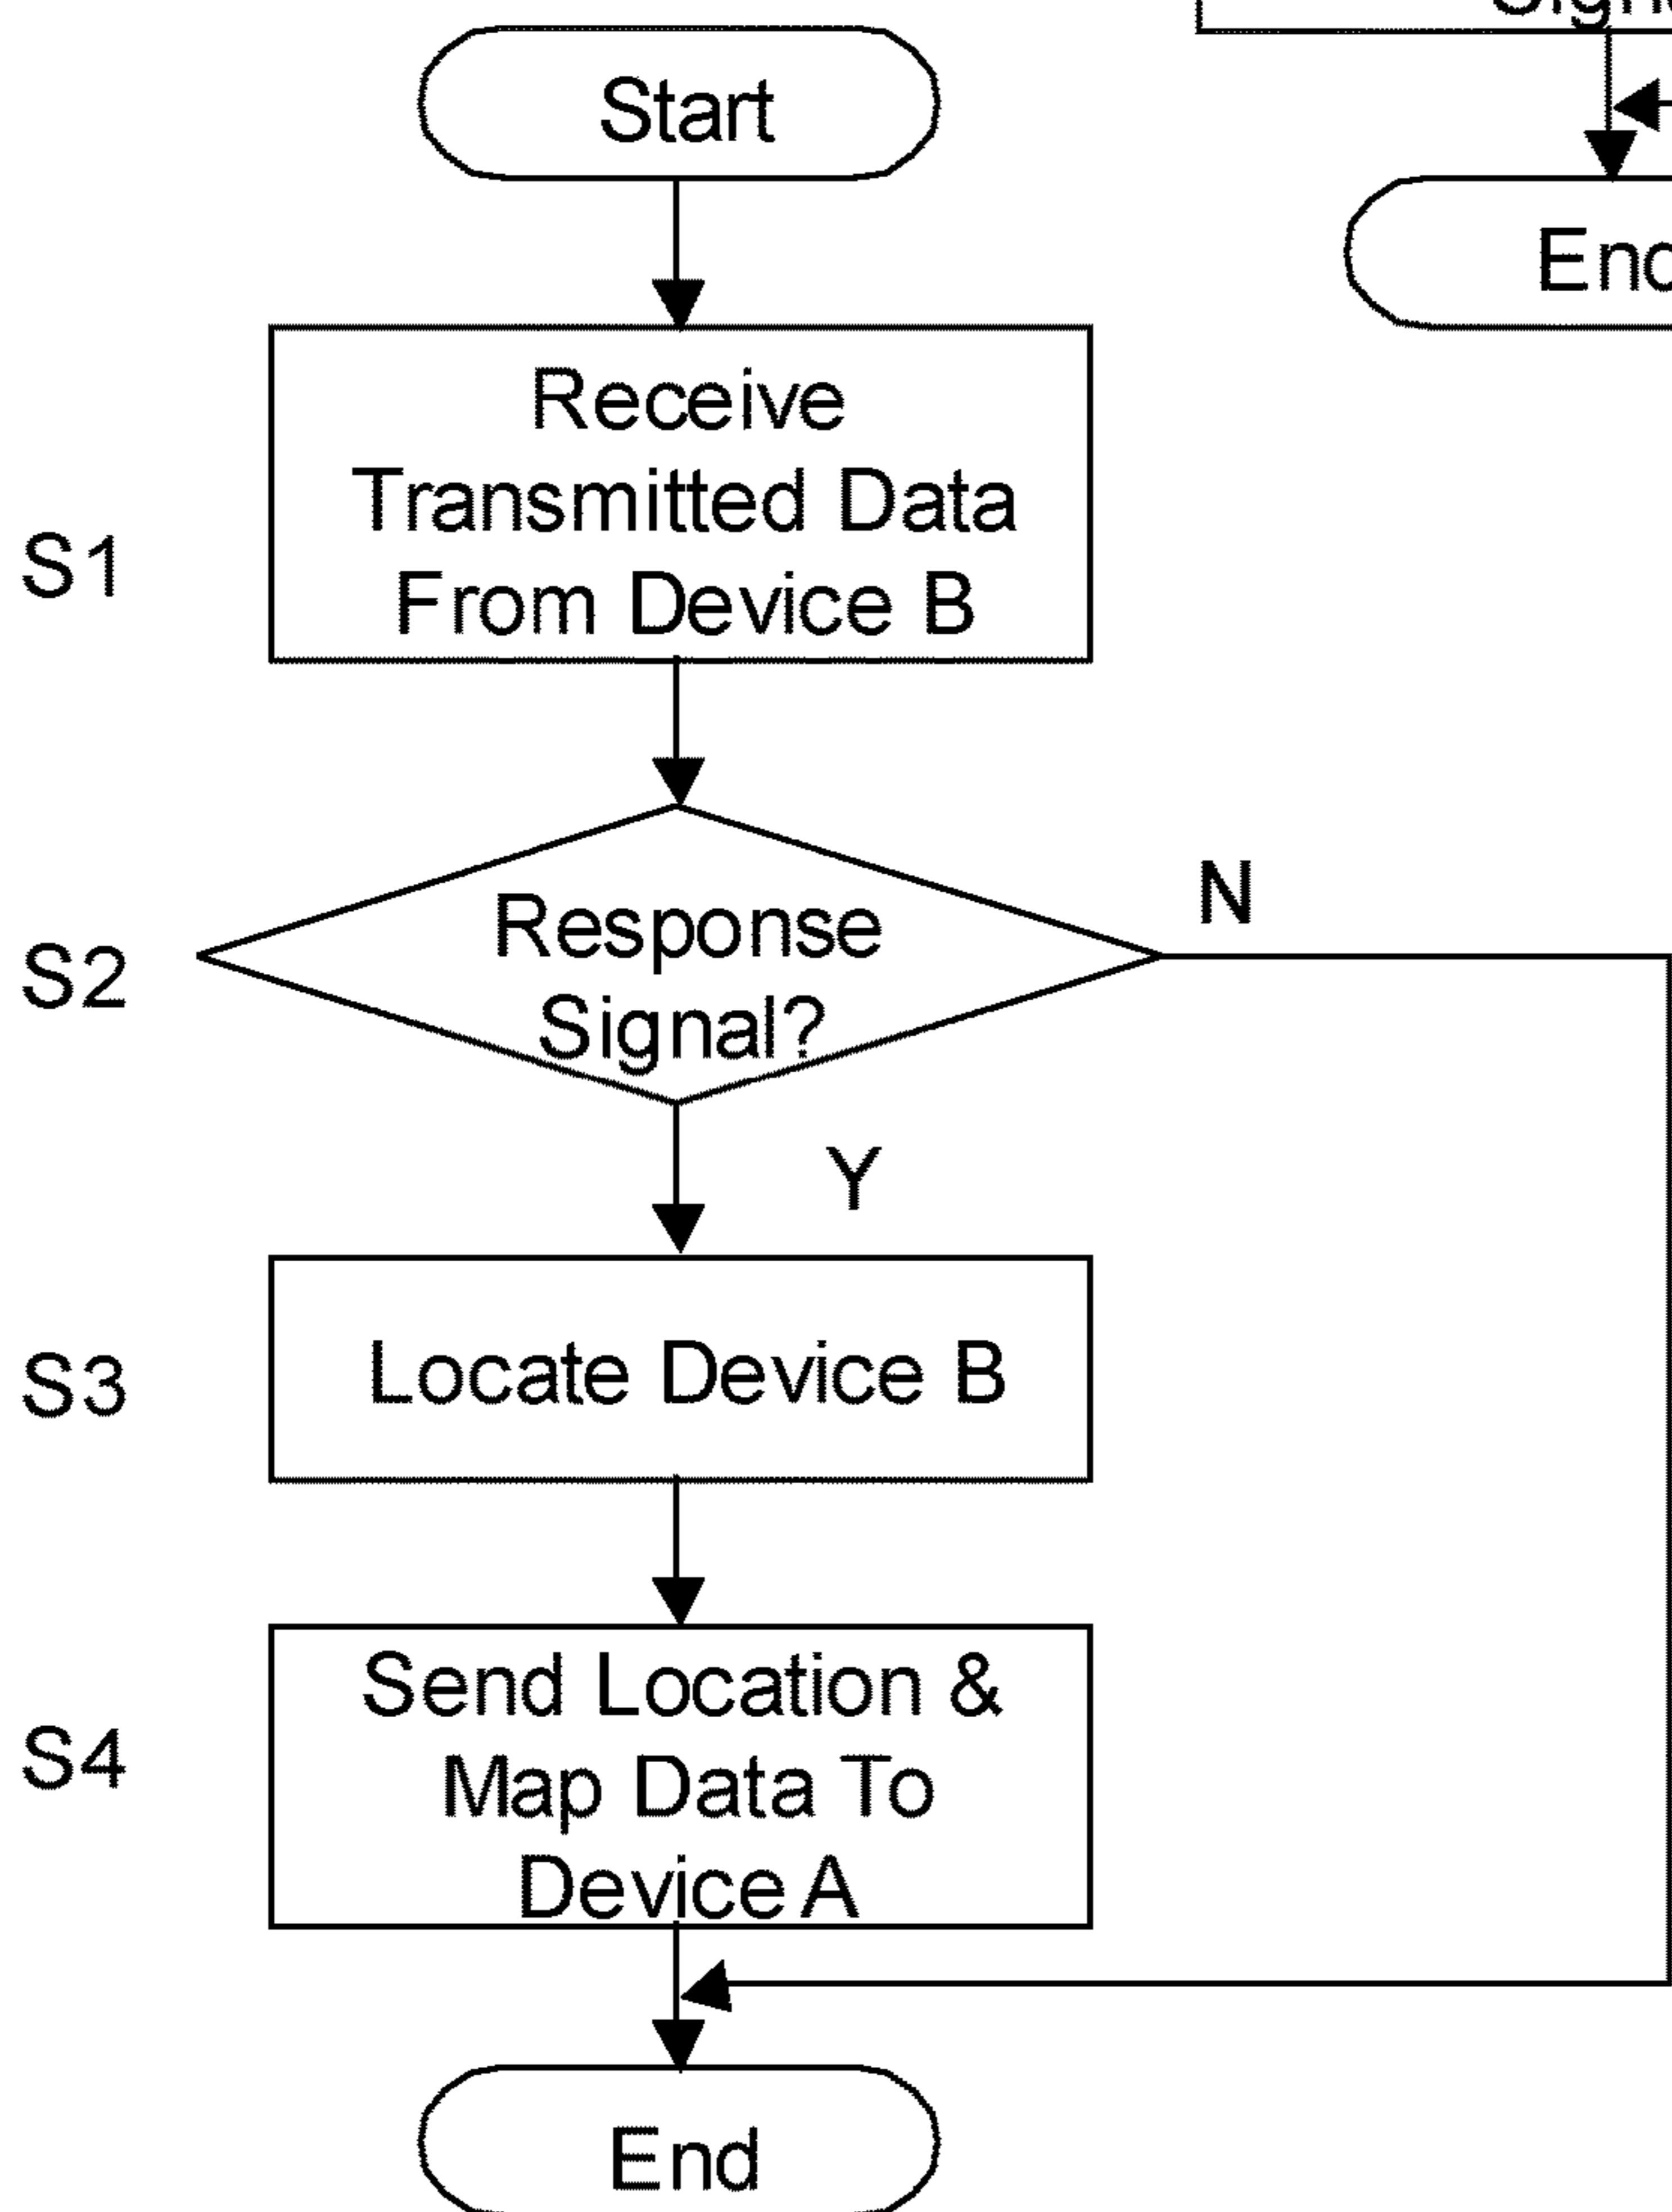 Start
Receive
Transmitted Data
From Device B
S1
Response
Signal?
N
S2
Y
Locate Device B
S3
Send Location &
Map Data To
Device A
S4
End